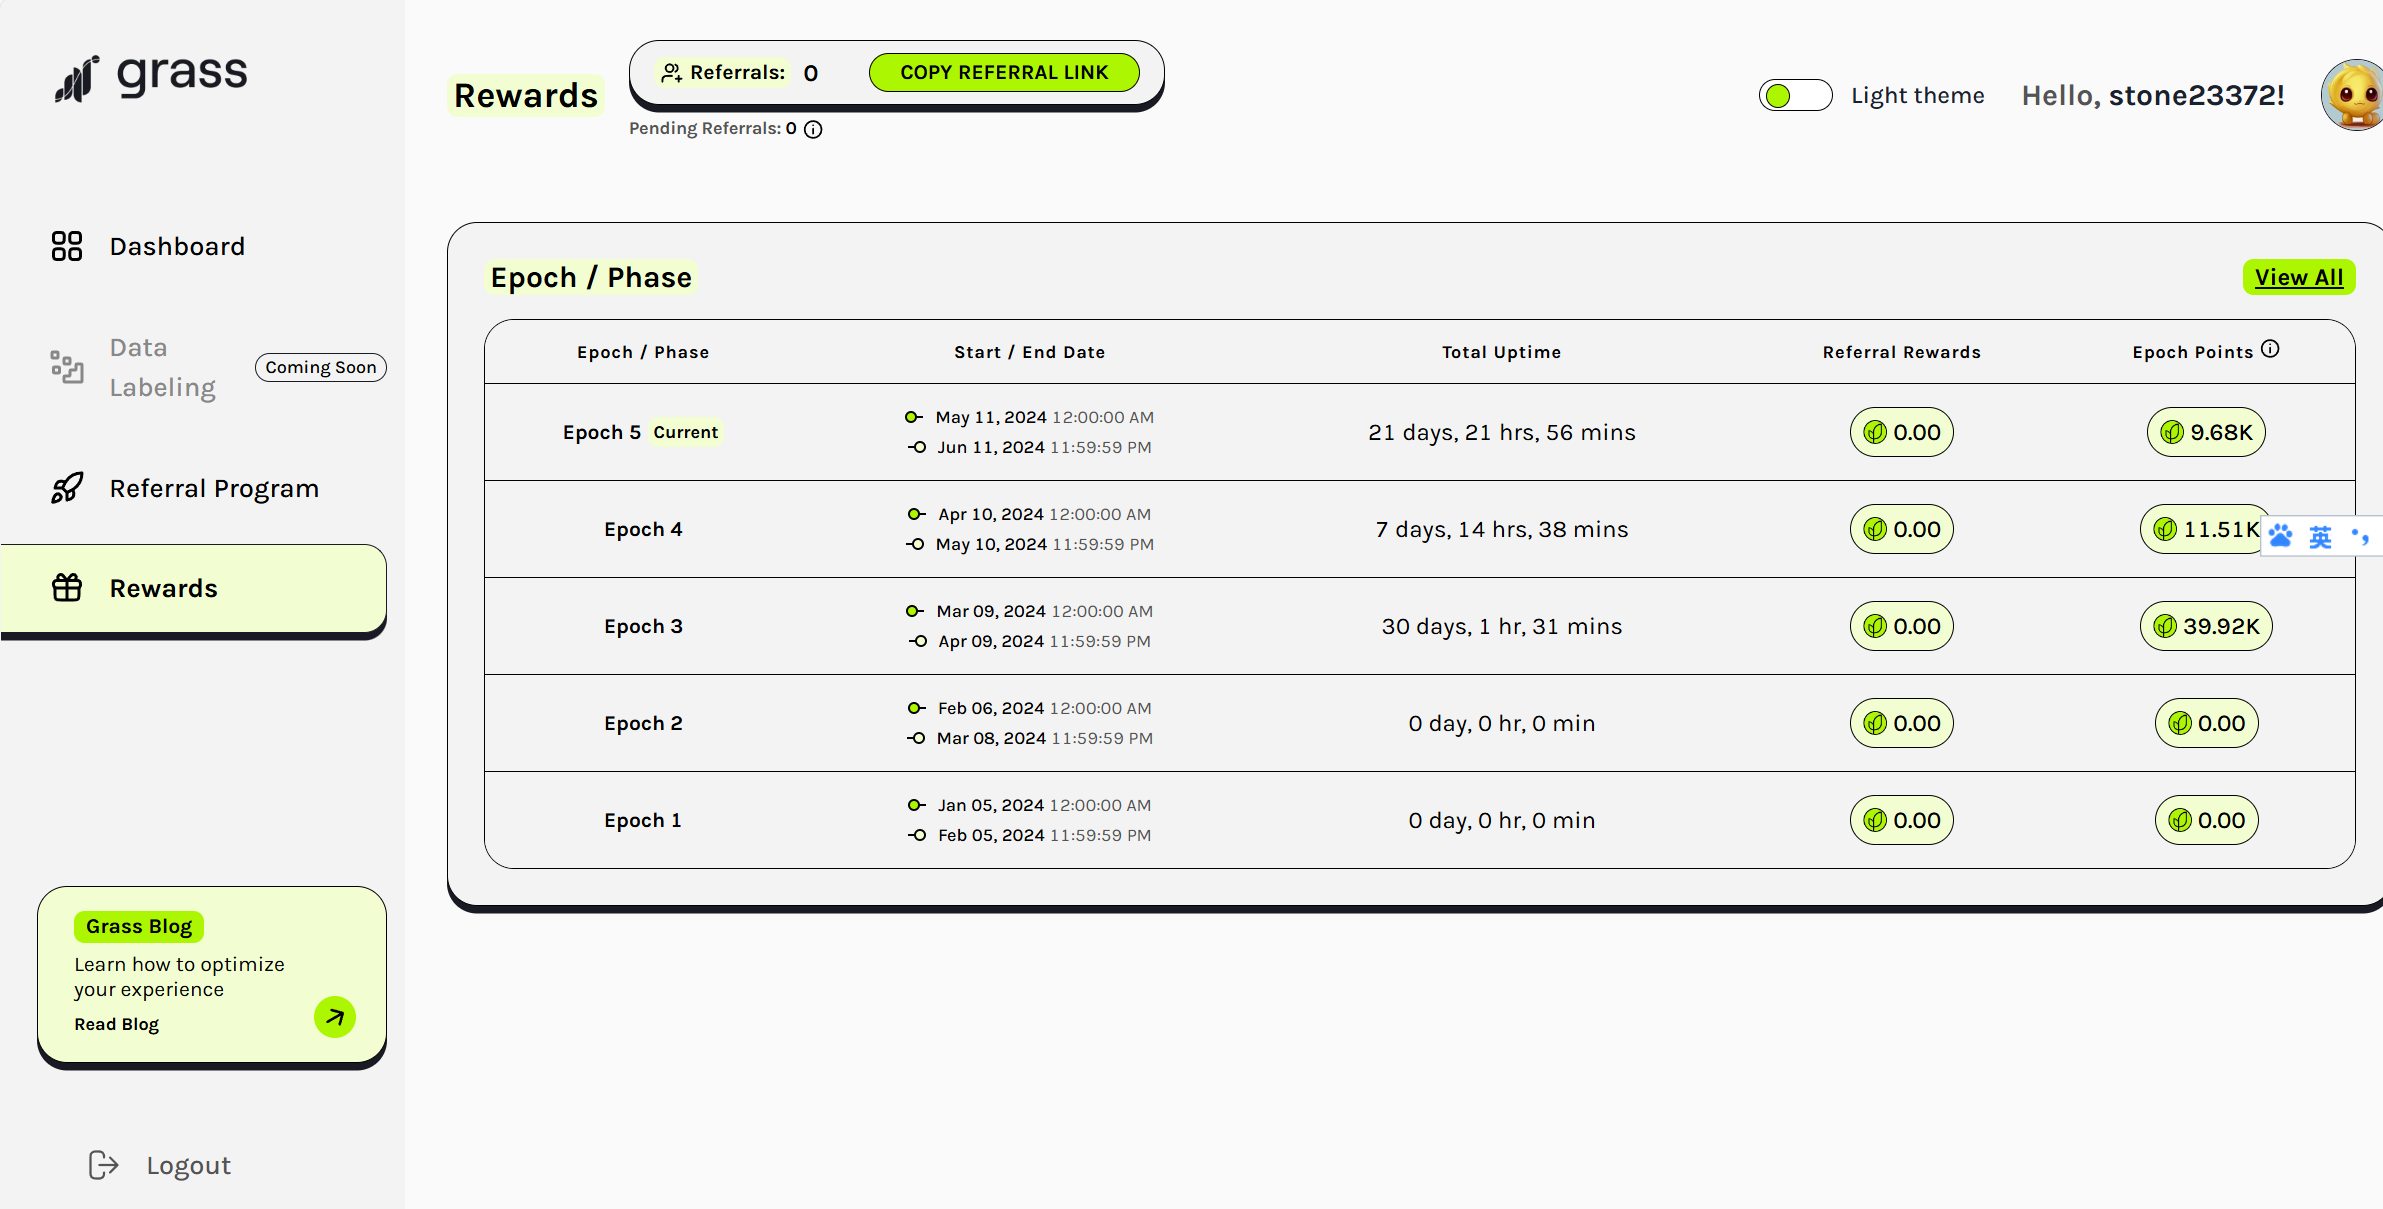 grass
Dashboard
Data
Labeling
Coming Soon
Referral Program
Rewards
Grass Blog
Learn how to optimize
your experience
Read Blog
Logout
Rewards
Referrals: 0
COPY REFERRAL LINK
Pending Referrals: 0
Light theme
Hello, stone23372!
Epoch / Phase
View All
Epoch / Phase Start / End Date Total Uptime Referral Rewards Epoch Points
Epoch 5 Current
May 11, 2024 12:00:00 AM
Jun 11, 2024 11:59:59 PM
21 days, 21 hrs, 56 mins
0.00
9.68K
Epoch 4
Apr 10, 2024 12:00:00 AM
May 10, 2024 11:59:59 PM
7 days, 14 hrs, 38 mins
0.00
11.51K
英
Epoch 3
Mar 09, 2024 12:00:00 AM
Apr 09, 2024 11:59:59 PM
30 days, 1 hr, 31 mins
0.00
39.92K
Epoch 2
Feb 06, 2024 12:00:00 AM
Mar 08, 2024 11:59:59 PM
0 day, 0 hr, 0 min
0.00
0.00
Epoch 1
Jan 05, 2024 12:00:00 AM
Feb 05, 2024 11:59:59 PM
0 day, 0 hr, 0 min
0.00
0.00